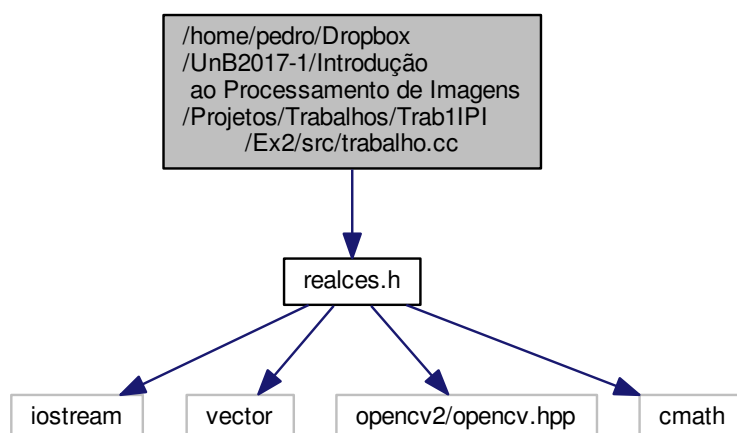 /home/pedro/Dropbox
/UnB2017-1/Introdução
ao Processamento de Imagens
/Projetos/Trabalhos/Trab1IPI
/Ex2/src/trabalho.cc
realces.h
iostream
vector
opencv2/opencv.hpp
cmath